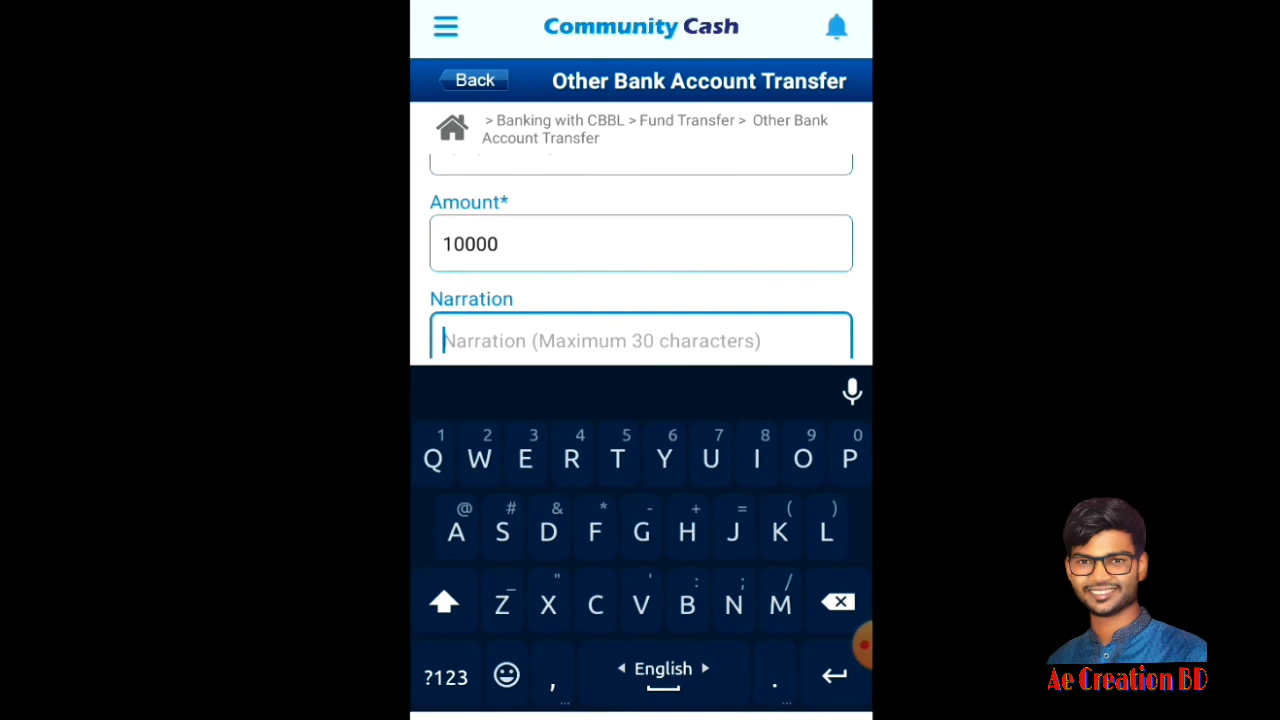 Community Cash
Back
Other Bank Account Transfer
> Banking with CBBL > Fund Transfer > Other Bank
Account Transfer
Amount*
10000
Narration
Narration (Maximum 30 characters)
1 2 3 4 5 6 7 8 9 0
Q W E R T Y U I O P
@ # & * - + = ( )
A S D F G H J K L
_ " ' : ; /
Z X C V B N M
?123 , English .
Ae Creation BD